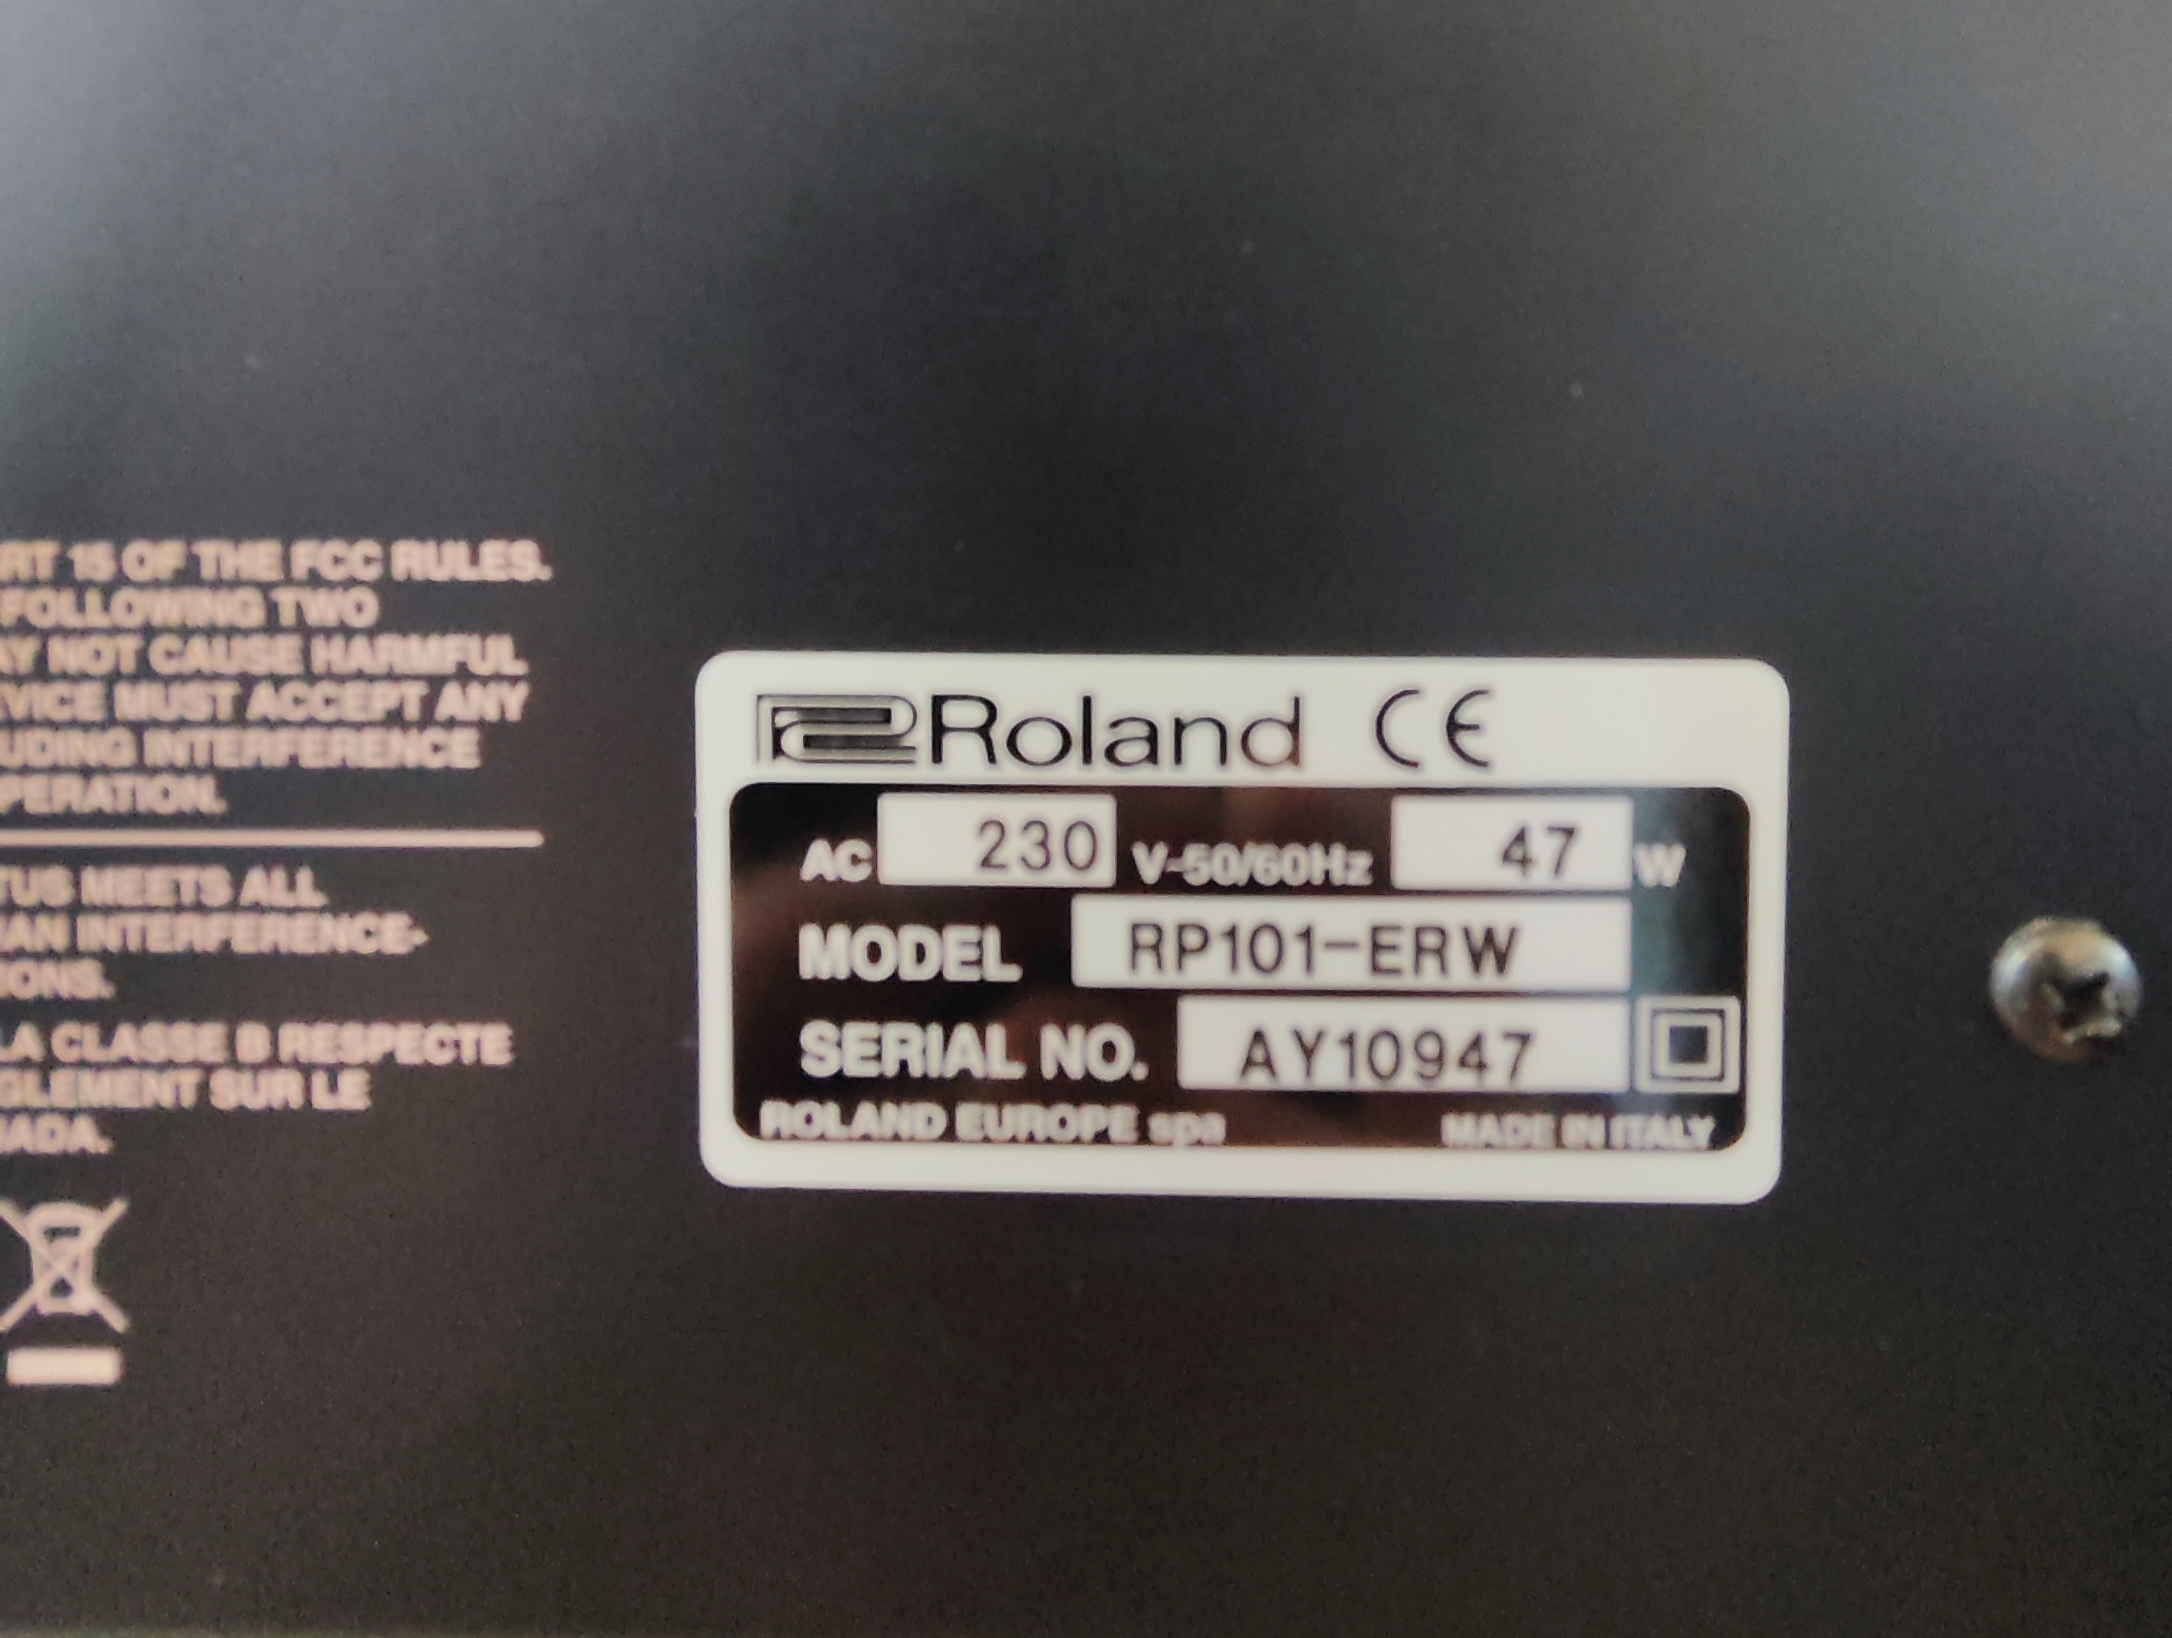 RT 15 OF THE FCC RULES.
FOLLOWING TWO
AY NOT CAUSE HARMFUL
EVICE MUST ACCEPT ANY
UDING INTERFERENCE
PERATION.
TUS MEETS ALL
IAN INTERFERENCE-
IONS.
LA CLASSE B RESPECTE
GLEMENT SUR LE
NADA.
Roland CE
AC 230 V~50/60Hz 47 W
MODEL RP101-ERW
SERIAL NO. AY10947
ROLAND EUROPE spa MADE IN ITALY